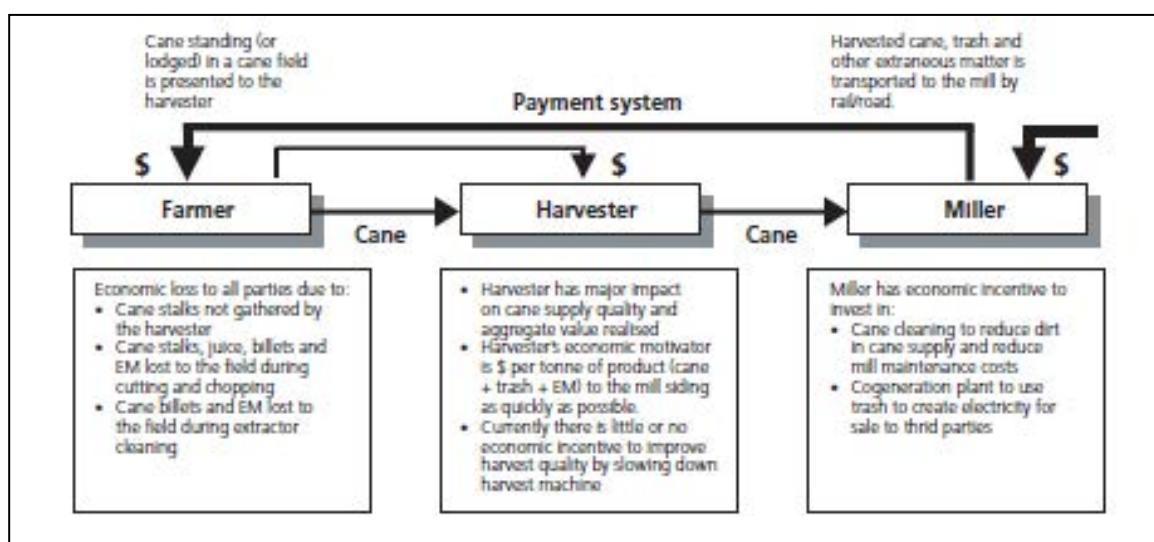 Cane standing (or
lodged) in a cane field
is presented to the
harvester
Harvested cane, trash and
other extraneous matter is
transported to the mill by
rail/road.
Payment system
$
$
$
Farmer
Harvester
Miller
Cane
Cane
Economic loss to all parties due to:
• Cane stalks not gathered by
the harvester
• Cane stalks, juice, billets and
EM lost to the field during
cutting and chopping
• Cane billets and EM lost to
the field during extractor
cleaning
• Harvester has major impact
on cane supply quality and
aggregate value realised
• Harvester's economic motivator
is $ per tonne of product (cane
+ trash + EM) to the mill siding
as quickly as possible.
• Currently there is little or no
economic incentive to improve
harvest quality by slowing down
harvest machine
Miller has economic incentive to
invest in:
• Cane cleaning to reduce dirt
in cane supply and reduce
mill maintenance costs
• Cogeneration plant to use
trash to create electricity for
sale to thrid parties